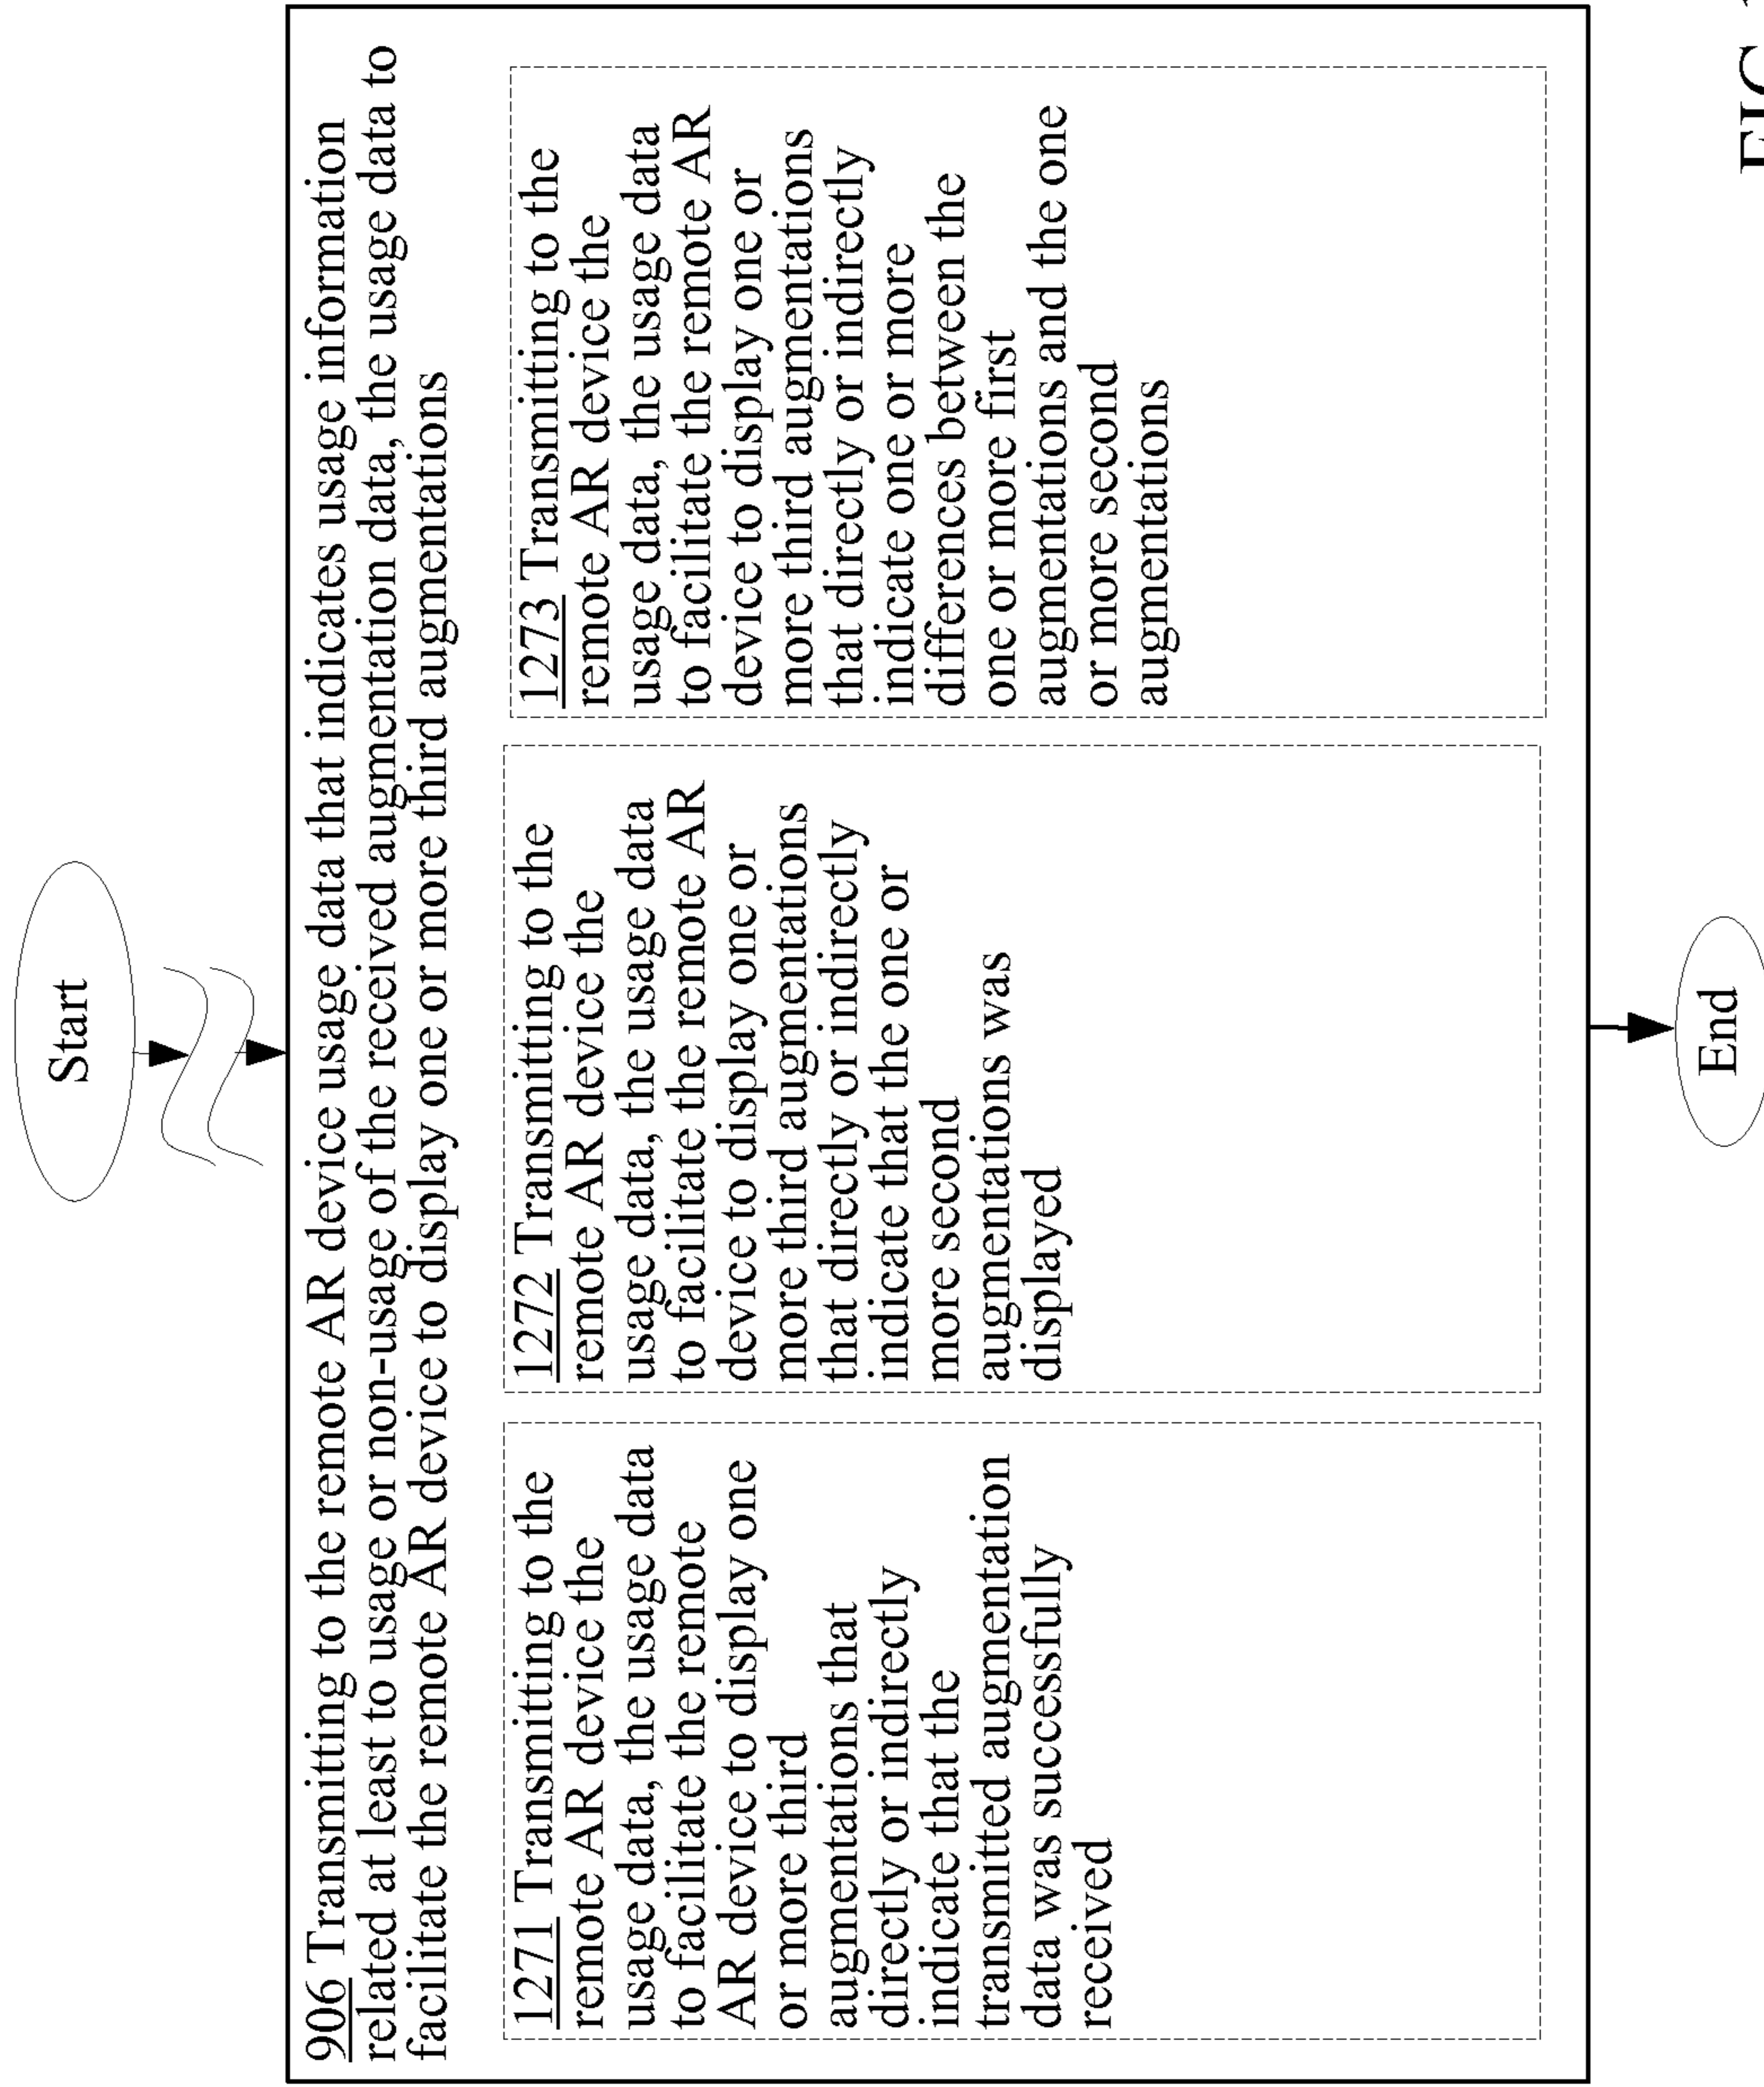 Start
906 Transmitting to the remote AR device usage data that indicates usage information
related at least to usage or non-usage of the received augmentation data, the usage data to
facilitate the remote AR device to display one or more third augmentations
1271 Transmitting to the
remote AR device the
usage data, the usage data
to facilitate the remote
AR device to display one
or more third
augmentations that
directly or indirectly
indicate that the
transmitted augmentation
data was successfully
received
1272 Transmitting to the
remote AR device the
usage data, the usage data
to facilitate the remote AR
device to display one or
more third augmentations
that directly or indirectly
indicate that the one or
more second
augmentations was
displayed
1273 Transmitting to the
remote AR device the
usage data, the usage data
to facilitate the remote AR
device to display one or
more third augmentations
that directly or indirectly
indicate one or more
differences between the
one or more first
augmentations and the one
or more second
augmentations
End